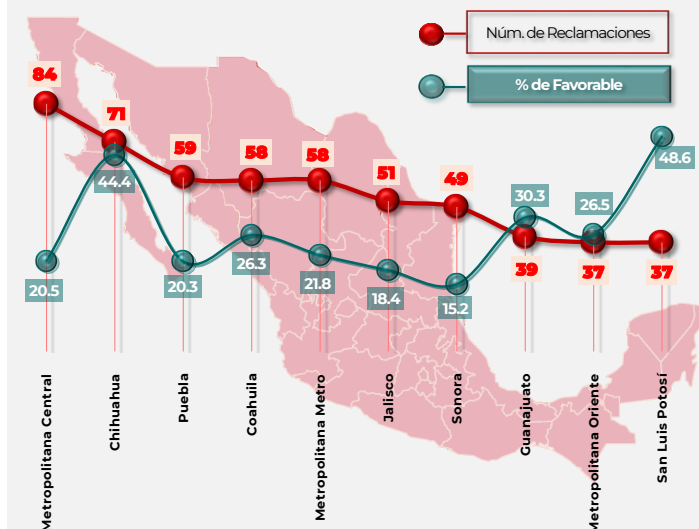 Núm. de Reclamaciones
% de Favorable
84
71
59
58
58
51
49
39
37
37
20.5
44.4
20.3
26.3
21.8
18.4
15.2
30.3
26.5
48.6
Metropolitana Central
Chihuahua
Puebla
Coahuila
Metropolitana Metro
Jalisco
Sonora
Guanajuato
Metropolitana Oriente
San Luis Potosí